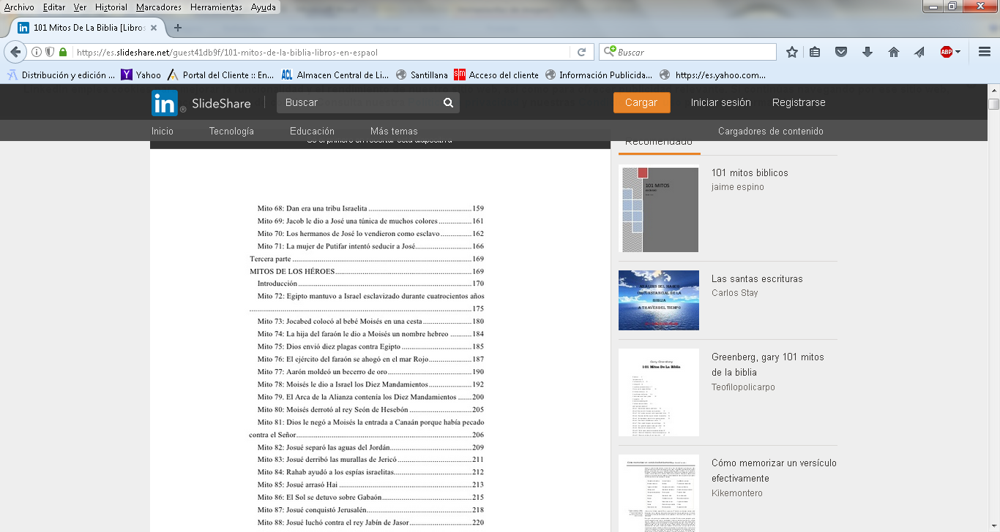 Archivo Editar Ver Historial Marcadores Herramientas Ayuda
101 Mitos De La Biblia [Libros
https://es.slideshare.net/guest41db9f/101-mitos-de-la-biblia-libros-en-espaol
Buscar
ABP
Distribución y edición ... Yahoo Portal del Cliente :: En... ACL Almacen Central de Li... Santillana sm Acceso del cliente Información Publicida... https://es.yahoo.com...
in ® SlideShare Buscar Cargar Iniciar sesión Registrarse
Inicio Tecnología Educación Más temas Cargadores de contenido
Recomendado
Mito 68: Dan era una tribu Israelita 159
Mito 69: Jacob le dio a José una túnica de muchos colores 161
Mito 70: Los hermanos de José lo vendieron como esclavo 162
Mito 71: La mujer de Putifar intentó seducir a José 166
Tercera parte 169
MITOS DE LOS HÉROES 169
Introducción 170
Mito 72: Egipto mantuvo a Israel esclavizado durante cuatrocientos años
175
Mito 73: Jocabed colocó al bebé Moisés en una cesta 180
Mito 74: La hija del faraón le dio a Moisés un nombre hebreo 184
Mito 75: Dios envió diez plagas contra Egipto 185
Mito 76: El ejército del faraón se ahogó en el mar Rojo 187
Mito 77: Aarón moldeó un becerro de oro 190
Mito 78: Moisés le dio a Israel los Diez Mandamientos 192
Mito 79: El Arca de la Alianza contenía los Diez Mandamientos 200
Mito 80: Moisés derrotó al rey Seón de Hesebón 205
Mito 81: Dios le negó a Moisés la entrada a Canaán porque había pecado
contra el Señor 206
Mito 82: Josué separó las aguas del Jordán 209
Mito 83: Josué derribó las murallas de Jericó 211
Mito 84: Rahab ayudó a los espías israelitas 212
Mito 85: Josué arrasó Hai 213
Mito 86: El Sol se detuvo sobre Gabaón 215
Mito 87: Josué conquistó Jerusalén 218
Mito 88: Josué luchó contra el rey Jabín de Jasor 220
101 MITOS
101 mitos biblicos
jaime espino
BIBLIA
A TRAVÉS DEL TIEMPO
Las santas escrituras
Carlos Stay
Gary Greenberg
101 Mitos De La Biblia
Greenberg, gary 101 mitos
de la biblia
Teofilopolicarpo
Cómo memorizar un versículo
efectivamente
Kikemontero